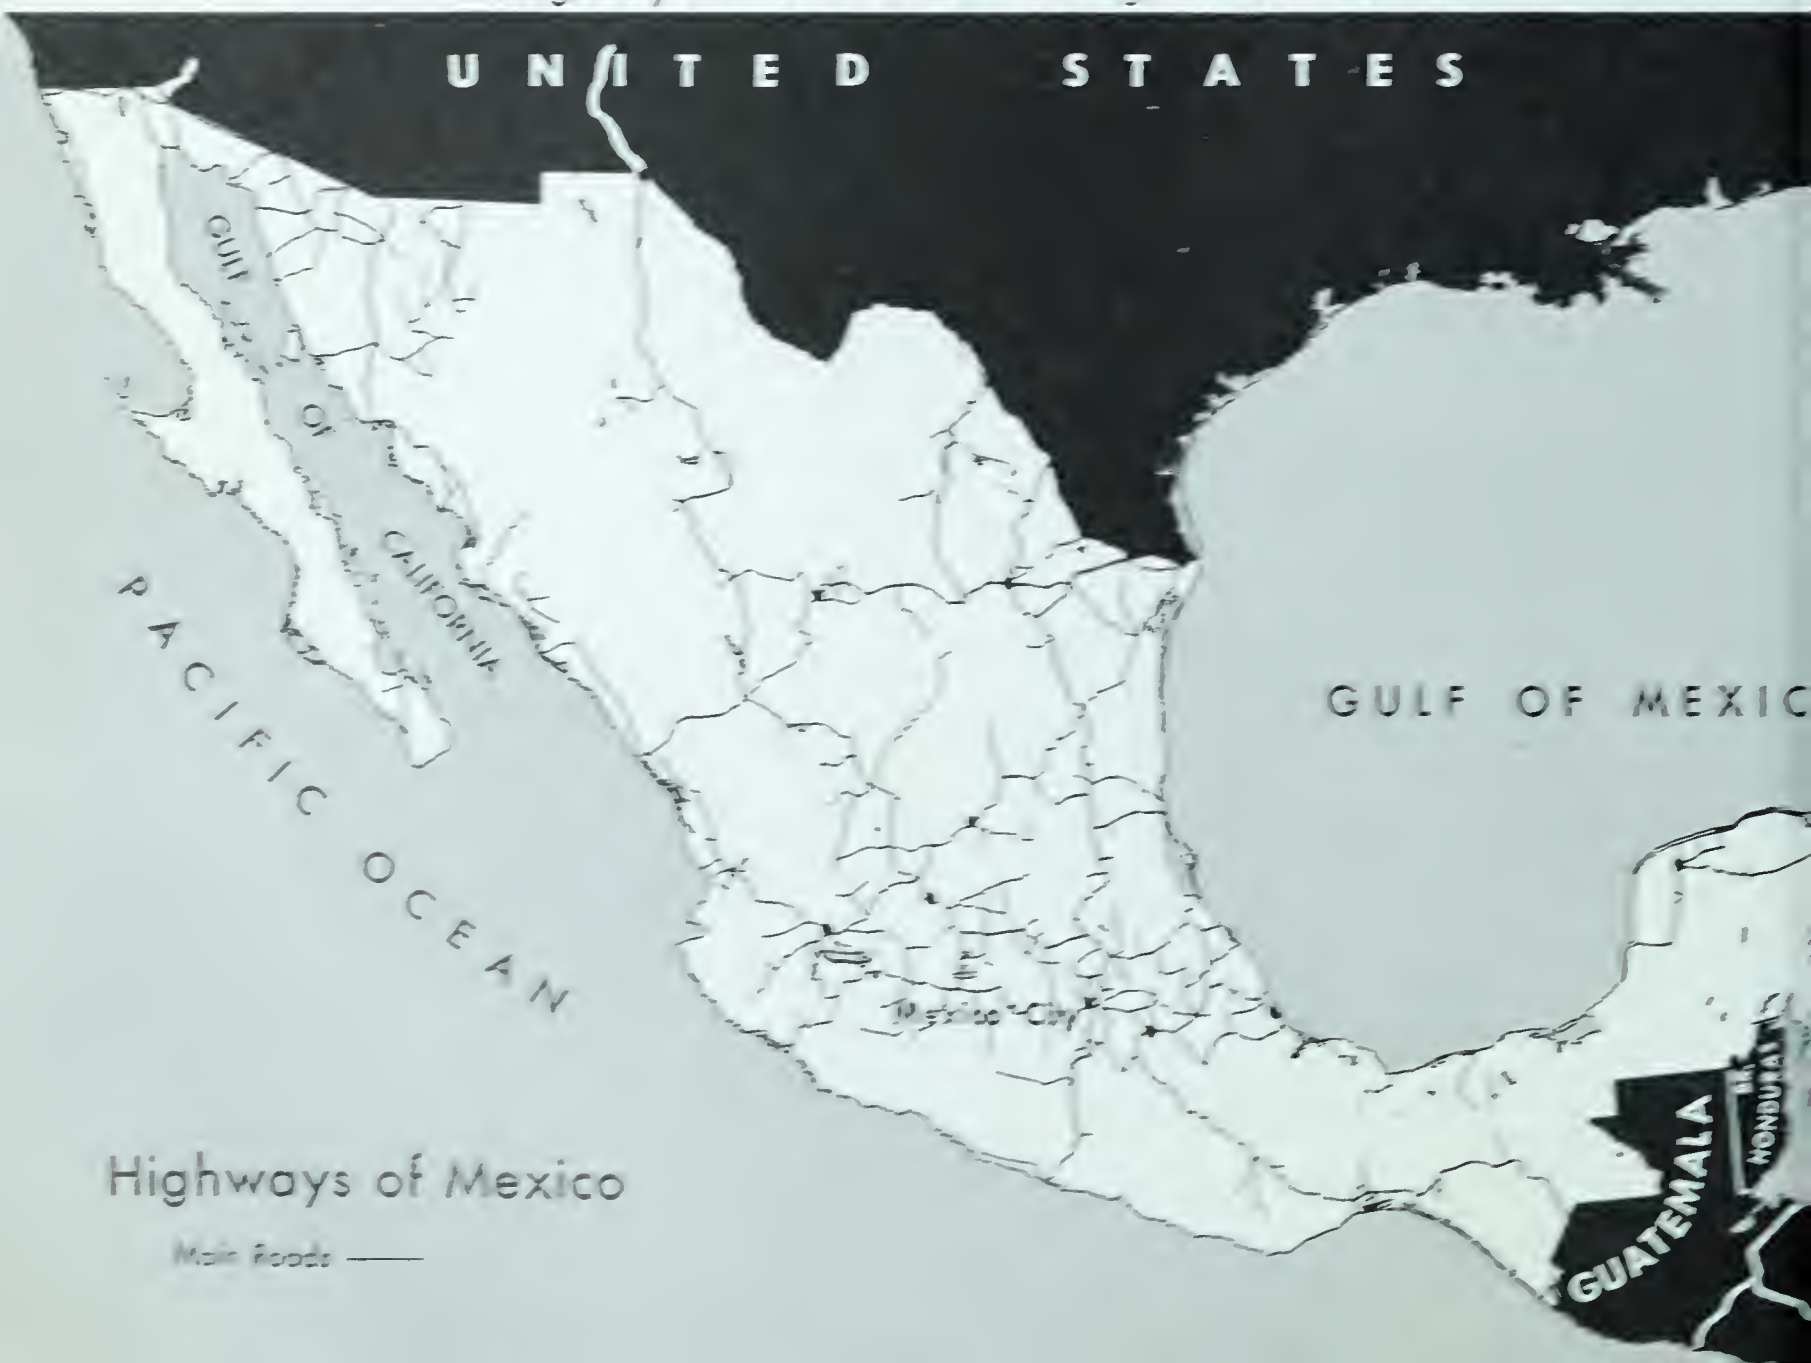 UNITED STATES
GULF OF CALIFORNIA
PACIFIC OCEAN
GULF OF MEXIC
Mexico City
BR. HONDURAS
GUATEMALA
Highways of Mexico
Main Roads